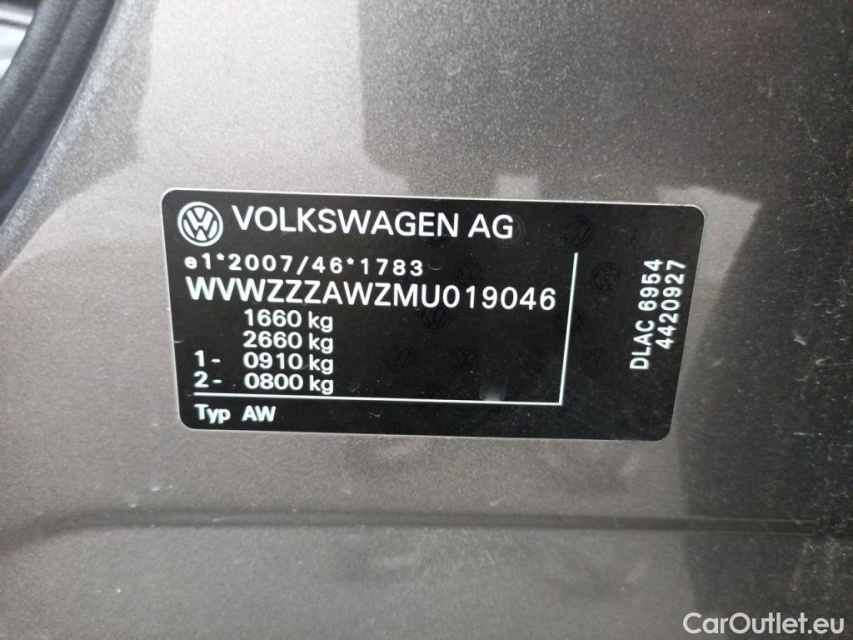 VOLKSWAGEN AG
e1*2007/46*1783
WVWZZZAWZMU019046
1660 kg
2660 kg
1- 0910 kg
2- 0800 kg
Typ AW
DLAC 6954
4420927
CarOutlet.eu